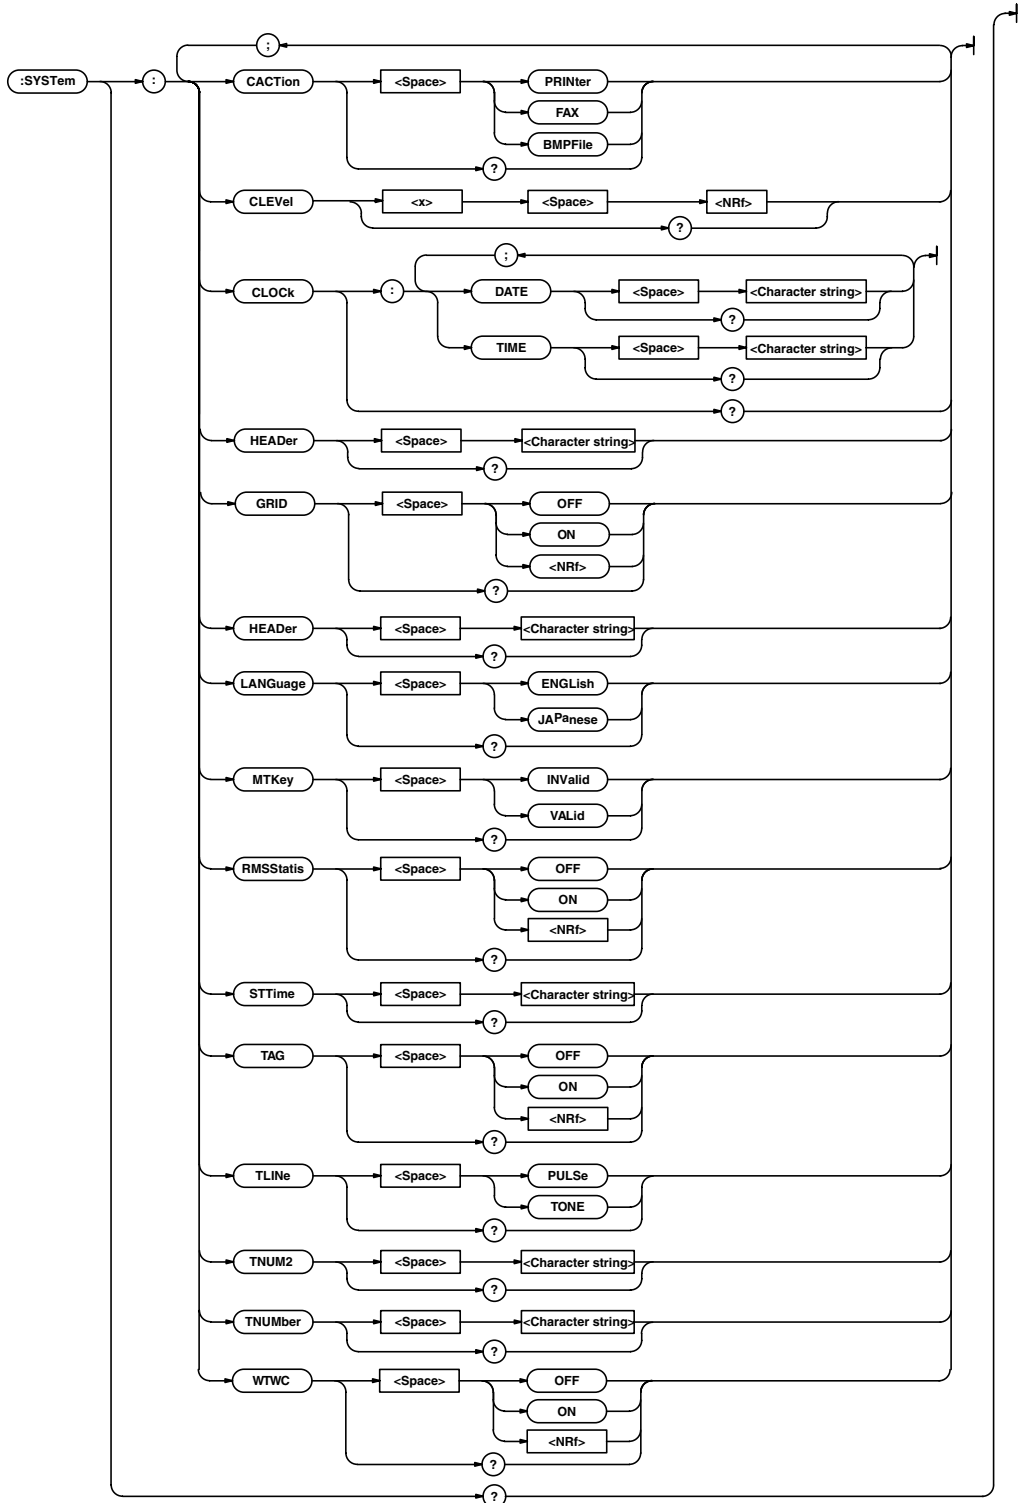 ;
:SYSTem : CACTion <Space> PRINter
FAX
BMPFile
?
CLEVel <x> <Space> <NRf>
?
;
CLOCk : DATE <Space> <Character string>
?
TIME <Space> <Character string>
?
?
HEADer <Space> <Character string>
?
GRID <Space> OFF
ON
<NRf>
?
HEADer <Space> <Character string>
?
LANGuage <Space> ENGLish
JAPanese
?
MTKey <Space> INValid
VALid
?
RMSStatis <Space> OFF
ON
<NRf>
?
STTime <Space> <Character string>
?
TAG <Space> OFF
ON
<NRf>
?
TLINe <Space> PULSe
TONE
?
TNUM2 <Space> <Character string>
?
TNUMber <Space> <Character string>
?
WTWC <Space> OFF
ON
<NRf>
?
?